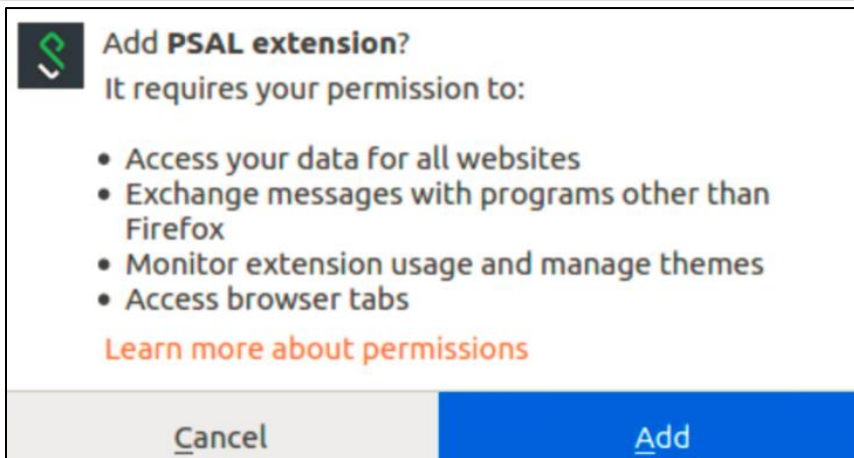 Add PSAL extension?
It requires your permission to:
• Access your data for all websites
• Exchange messages with programs other than
Firefox
• Monitor extension usage and manage themes
• Access browser tabs
Learn more about permissions
Cancel
Add